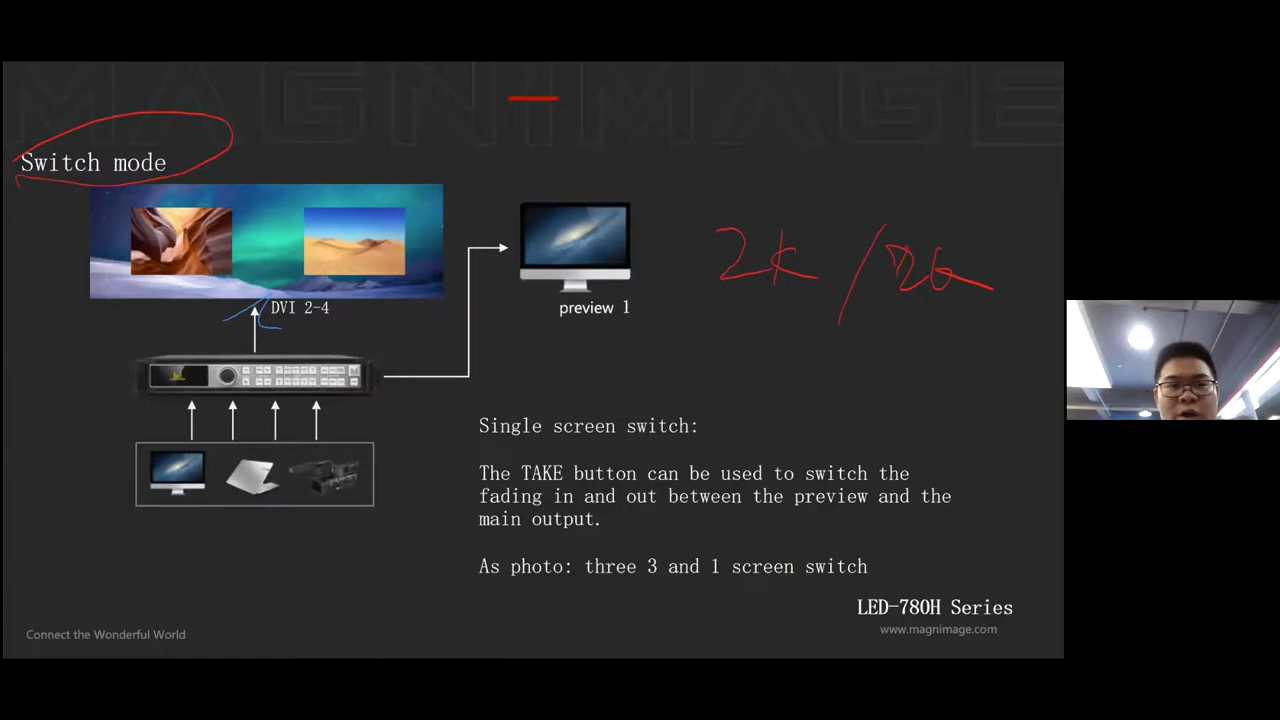 MAGNIMAGE
Switch mode
DVI 2-4
preview 1
2k /
Single screen switch:
The TAKE button can be used to switch the
fading in and out between the preview and the
main output.
As photo: three 3 and 1 screen switch
LED-780H Series
www.magnimage.com
Connect the Wonderful World